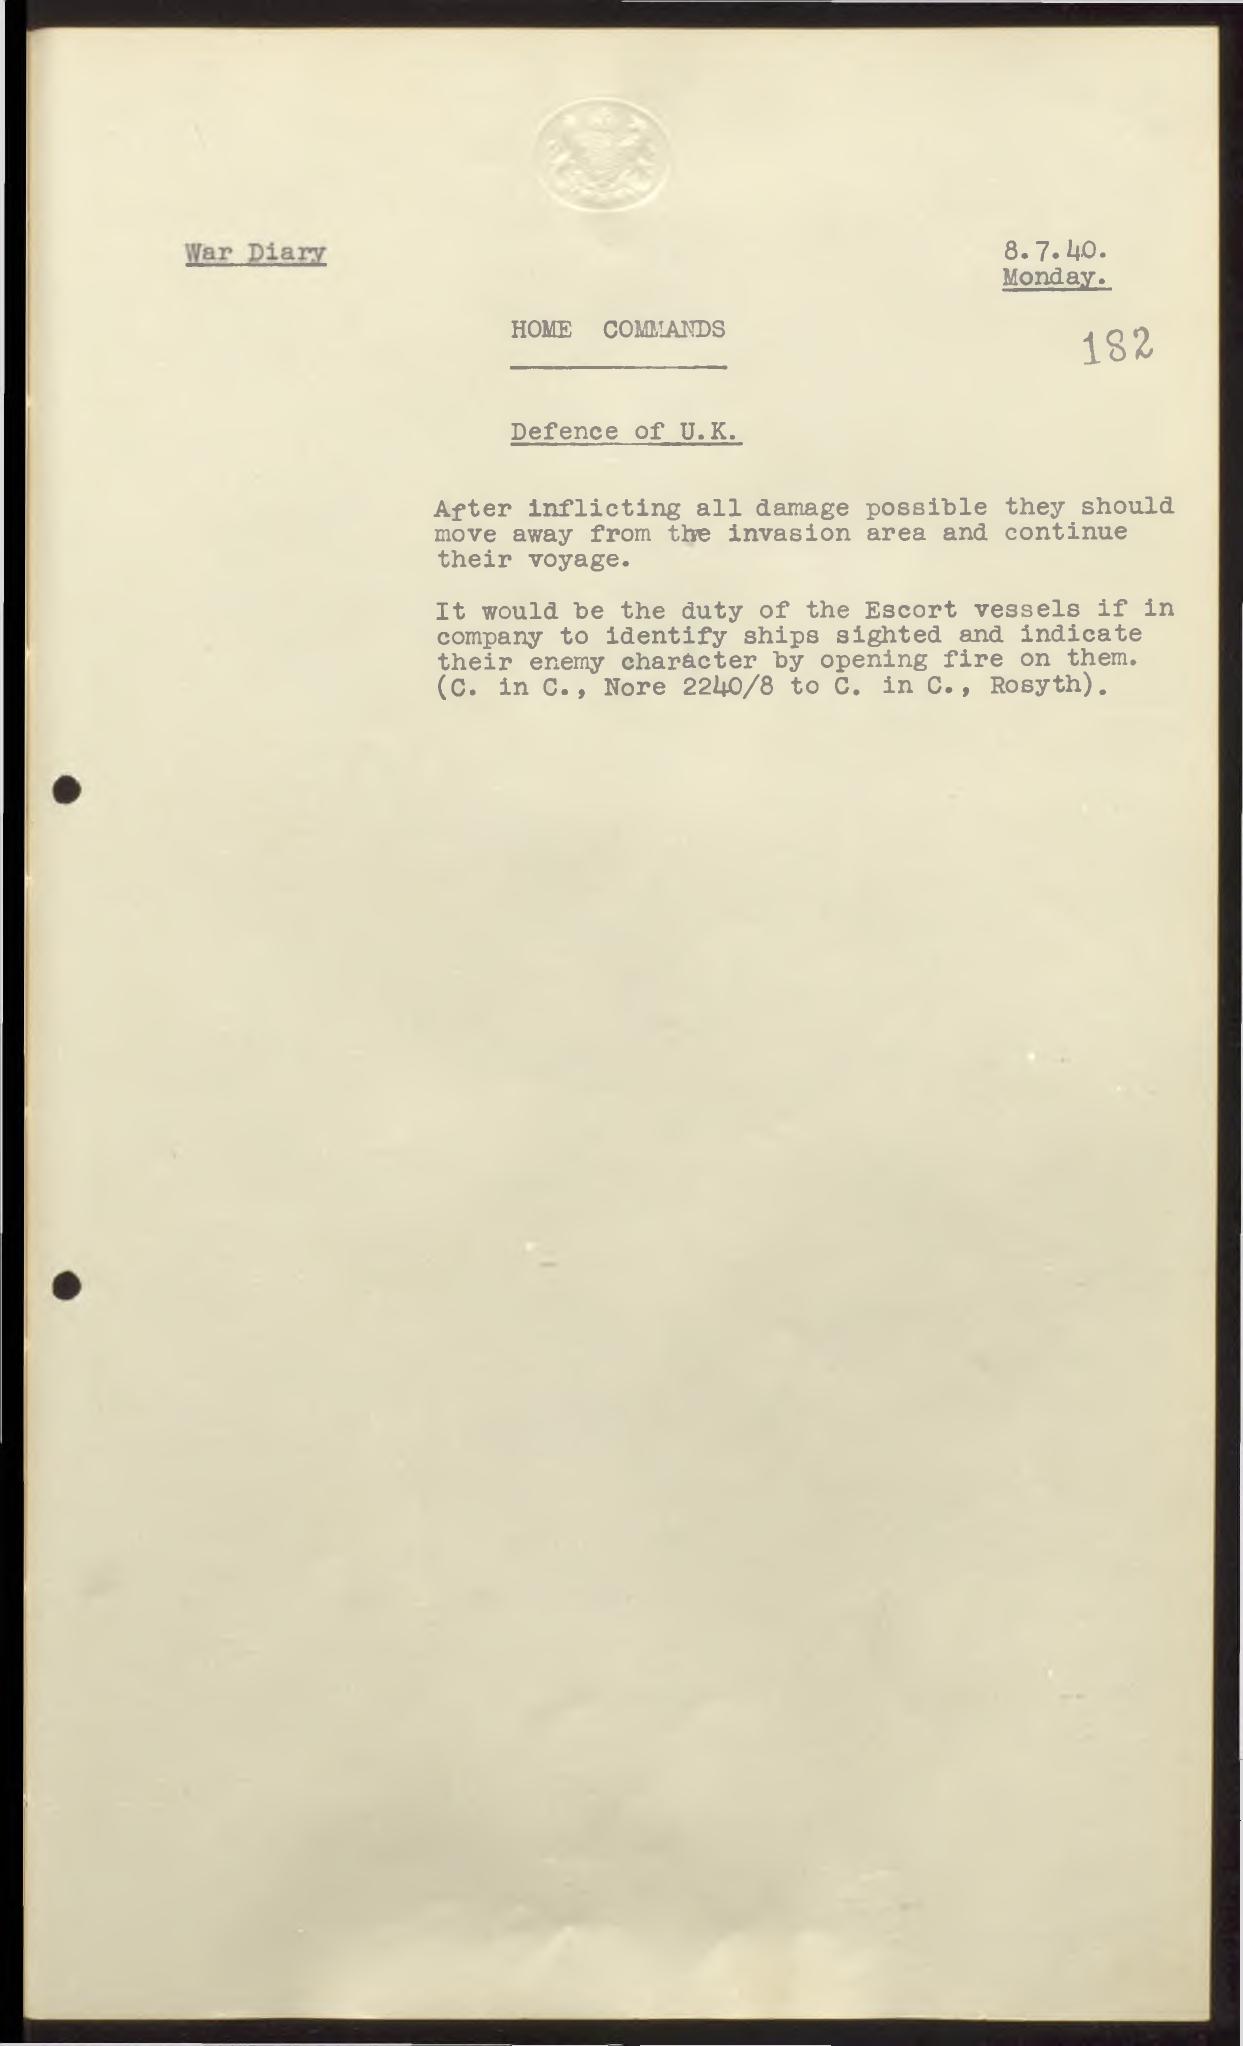 War Diary
8.7.40.
Monday.
HOME COMMANDS
182
Defence of U.K.
After inflicting all damage possible they should
move away from the invasion area and continue
their voyage.
It would be the duty of the Escort vessels if in
company to identify ships sighted and indicate
their enemy character by opening fire on them.
(C. in C., Nore 2240/8 to C. in C., Rosyth).